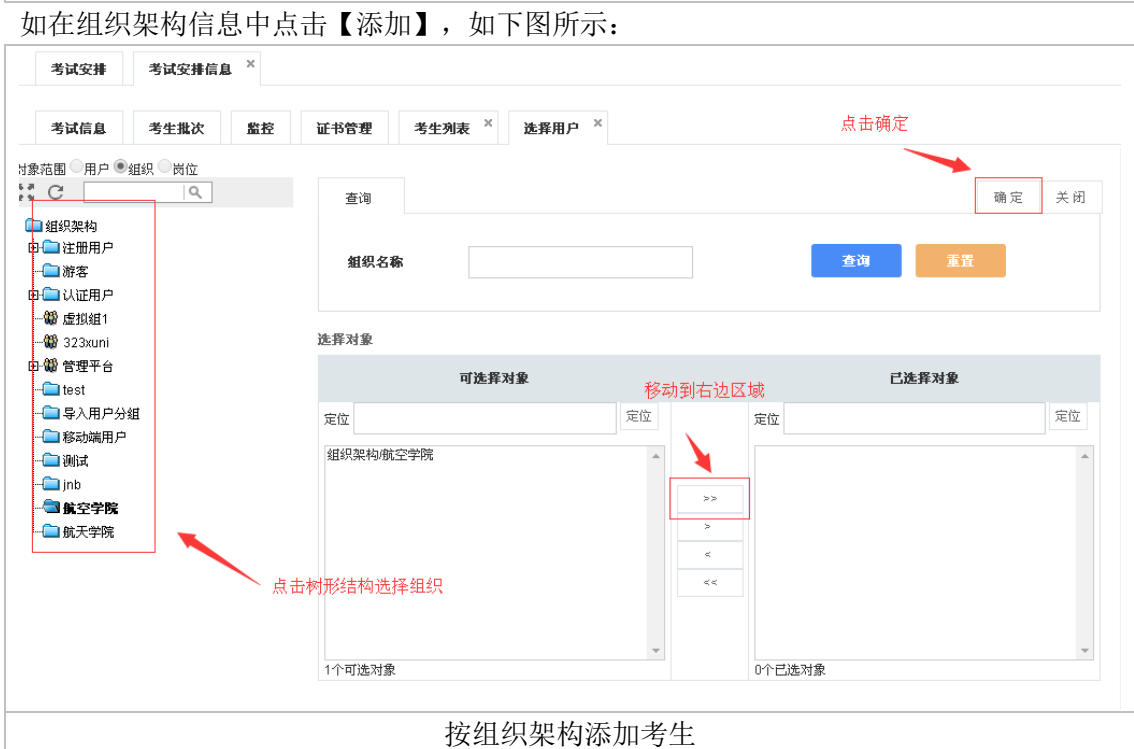 如在组织架构信息中点击【添加】，如下图所示：
考试安排 考试安排信息 ×
考试信息 考生批次 监控 证书管理 考生列表 × 选择用户 ×
点击确定
对象范围 用户 组织 岗位
查询
确定 关闭
组织架构
注册用户
游客
认证用户
虚拟组1
323xuni
管理平台
test
导入用户分组
移动端用户
测试
jnb
航空学院
航天学院
点击树形结构选择组织
组织名称 查询 重置
选择对象
可选择对象 已选择对象
移动到右边区域
定位 定位 定位 定位
组织架构/航空学院
>>
>
<
<<
1个可选对象 0个已选对象
按组织架构添加考生